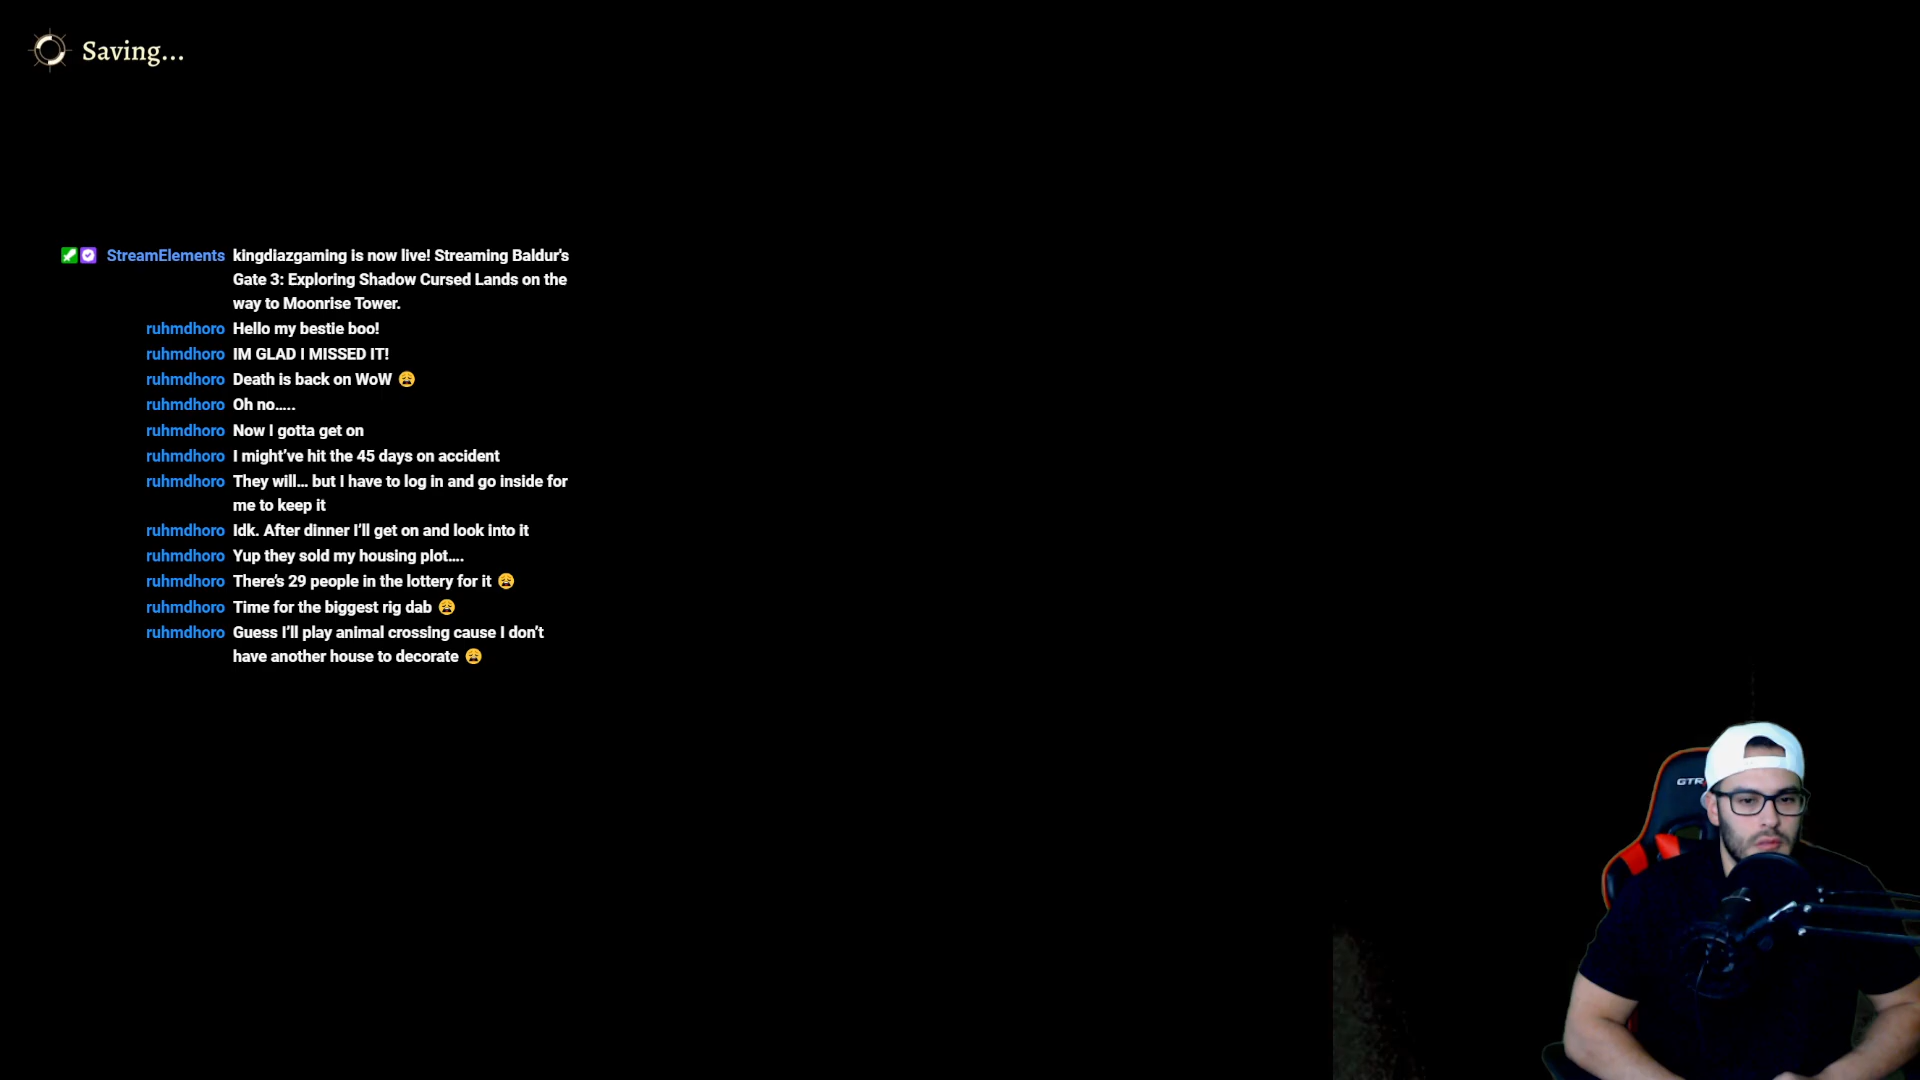 Saving...
StreamElements kingdiazgaming is now live! Streaming Baldur's
Gate 3: Exploring Shadow Cursed Lands on the
way to Moonrise Tower.
ruhmdhoro Hello my bestie boo!
ruhmdhoro IM GLAD I MISSED IT!
ruhmdhoro Death is back on WoW 😩
ruhmdhoro Oh no.....
ruhmdhoro Now I gotta get on
ruhmdhoro I might’ve hit the 45 days on accident
ruhmdhoro They will... but I have to log in and go inside for
me to keep it
ruhmdhoro Idk. After dinner I’ll get on and look into it
ruhmdhoro Yup they sold my housing plot....
ruhmdhoro There’s 29 people in the lottery for it 😩
ruhmdhoro Time for the biggest rig dab 😩
ruhmdhoro Guess I’ll play animal crossing cause I don’t
have another house to decorate 😩
GTR